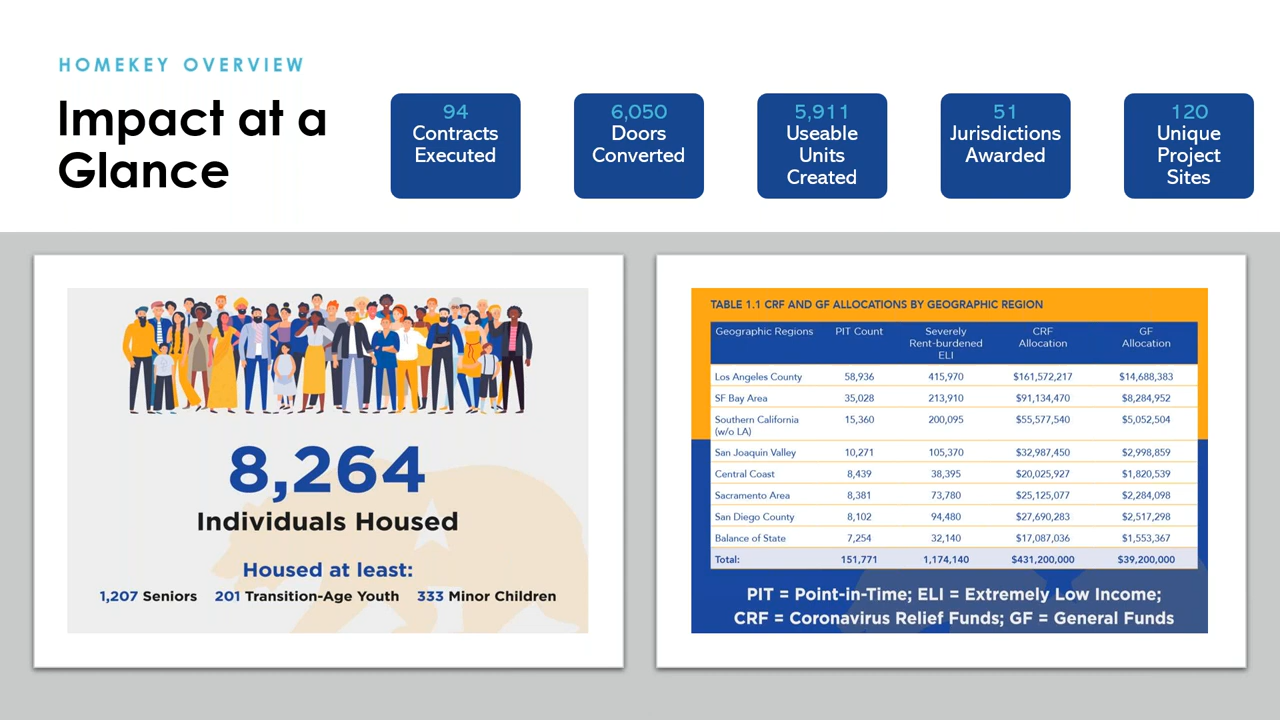 HOMEKEY OVERVIEW
Impact at a
Glance
94
Contracts
Executed
6,050
Doors
Converted
5,911
Useable
Units
Created
51
Jurisdictions
Awarded
120
Unique
Project
Sites
8,264
Individuals Housed
Housed at least:
1,207 Seniors 201 Transition-Age Youth 333 Minor Children
TABLE 1.1 CRF AND GF ALLOCATIONS BY GEOGRAPHIC REGION
Geographic Regions PIT Count Severely Rent-burdened ELI CRF Allocation GF Allocation
Los Angeles County 58,936 415,970 $161,572,217 $14,688,383
SF Bay Area 35,028 213,910 $91,134,470 $8,284,952
Southern California (w/o LA) 15,360 200,095 $55,577,540 $5,052,504
San Joaquin Valley 10,271 105,370 $32,987,450 $2,998,859
Central Coast 8,439 38,395 $20,025,927 $1,820,539
Sacramento Area 8,381 73,780 $25,125,077 $2,284,098
San Diego County 8,102 94,480 $27,690,283 $2,517,298
Balance of State 7,254 32,140 $17,087,036 $1,553,367
Total: 151,771 1,174,140 $431,200,000 $39,200,000
PIT = Point-in-Time; ELI = Extremely Low Income;
CRF = Coronavirus Relief Funds; GF = General Funds